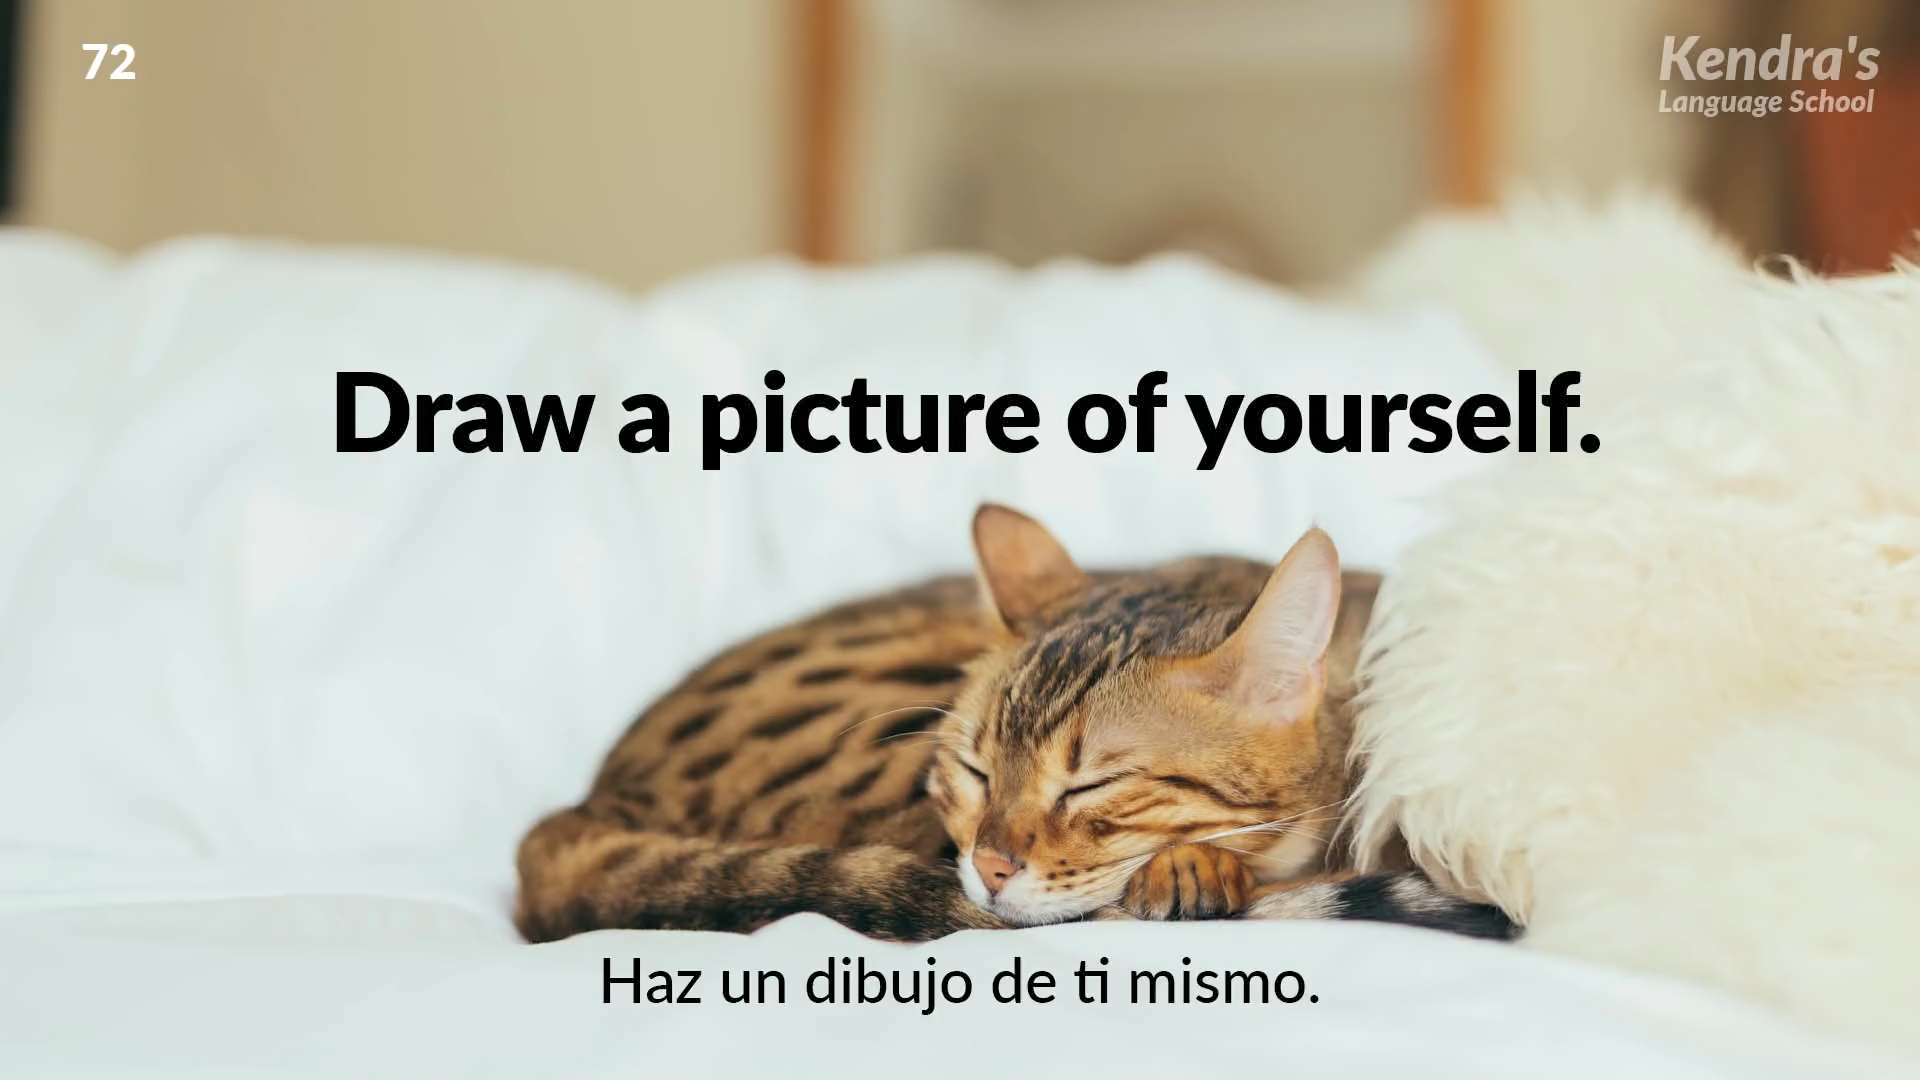 72
Kendra's
Language School
Draw a picture of yourself.
Haz un dibujo de ti mismo.